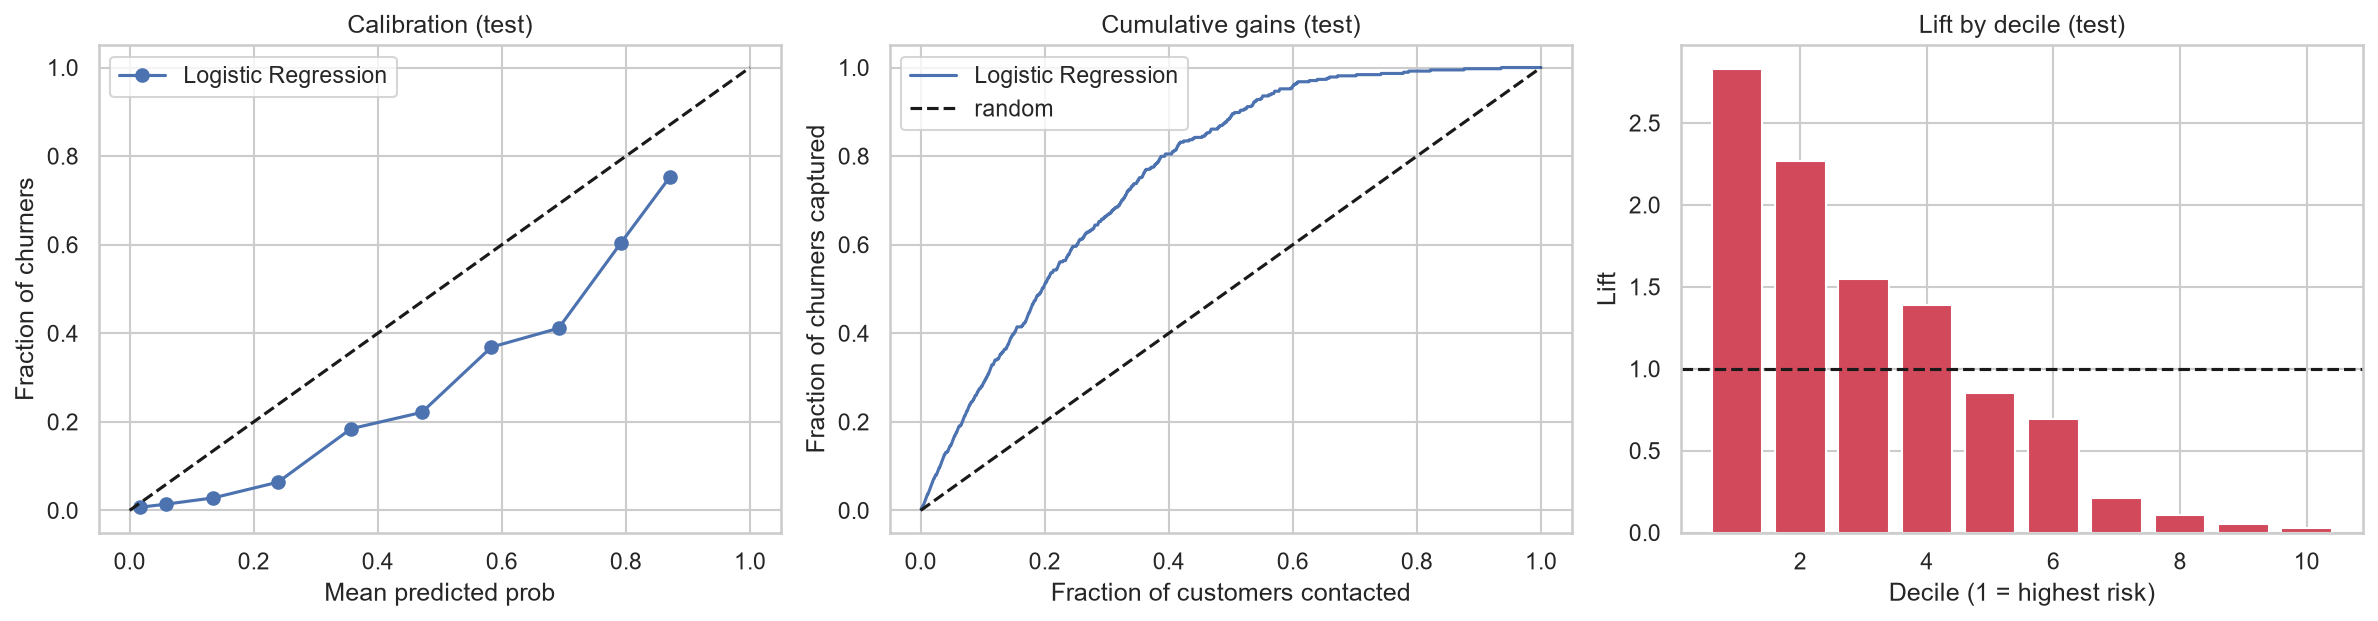 Calibration (test)
Logistic Regression
1.0
0.8
0.6
0.4
0.2
0.0
Fraction of churners
0.0 0.2 0.4 0.6 0.8 1.0
Mean predicted prob
Cumulative gains (test)
Logistic Regression
random
1.0
0.8
0.6
0.4
0.2
0.0
Fraction of churners captured
0.0 0.2 0.4 0.6 0.8 1.0
Fraction of customers contacted
Lift by decile (test)
2.5
2.0
1.5
1.0
0.5
0.0
Lift
2 4 6 8 10
Decile (1 = highest risk)